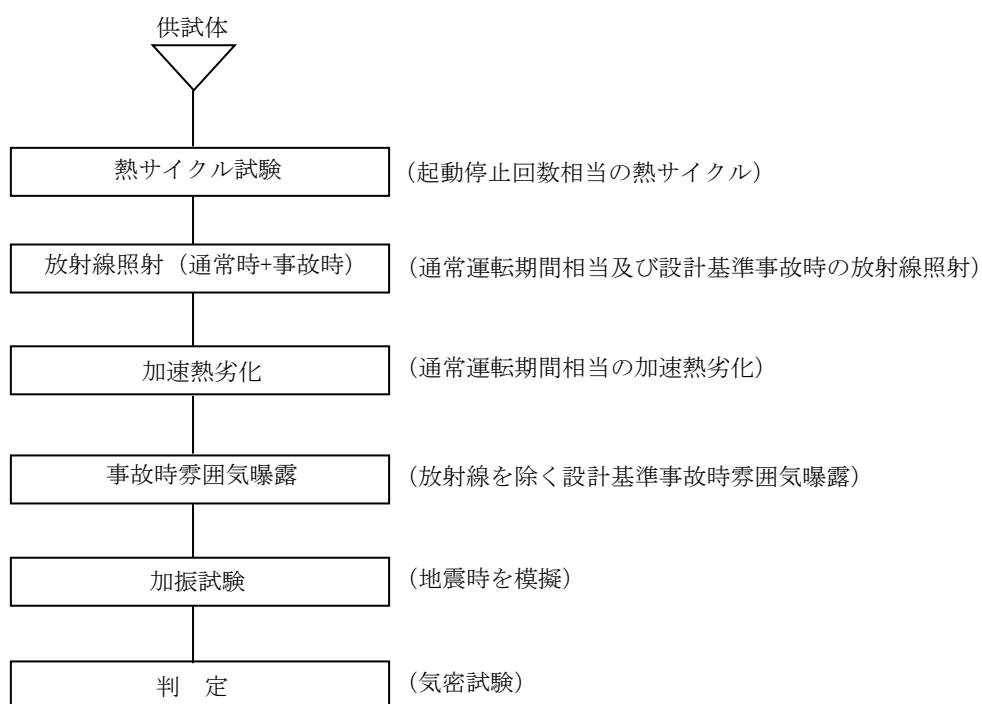 供試体
熱サイクル試験 (起動停止回数相当の熱サイクル)
放射線照射（通常時+事故時） (通常運転期間相当及び設計基準事故時の放射線照射)
加速熱劣化 (通常運転期間相当の加速熱劣化)
事故時雰囲気曝露 (放射線を除く設計基準事故時雰囲気曝露)
加振試験 (地震時を模擬)
判　定 (気密試験)